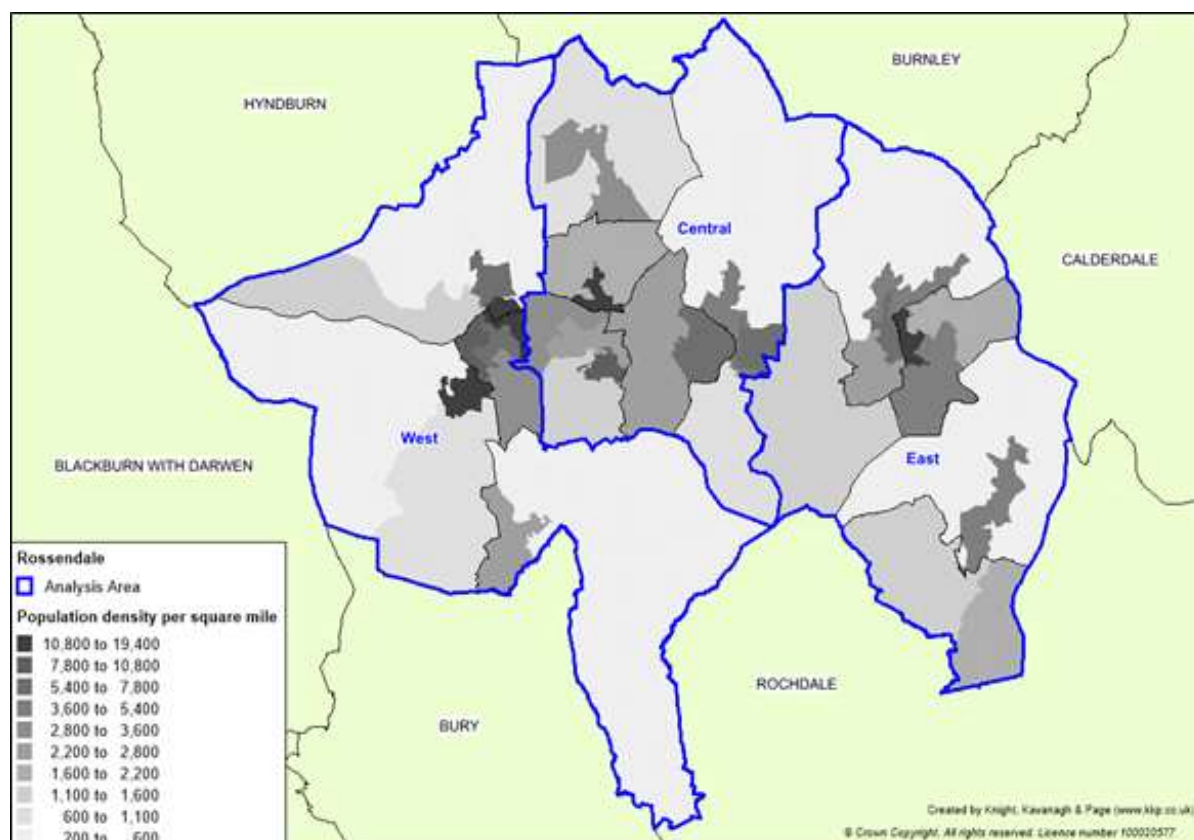 BURNLEY
HYNDBURN
Central
CALDERDALE
West
East
BLACKBURN WITH DARWEN
ROCHDALE
BURY
Rossendale
Analysis Area
Population density per square mile
10,800 to 19,400
7,800 to 10,800
5,400 to 7,800
3,600 to 5,400
2,800 to 3,600
2,200 to 2,800
1,600 to 2,200
1,100 to 1,600
600 to 1,100
200 to 600
Created by Knight, Kavanagh & Page (www.kkp.co.uk)
© Crown Copyright. All rights reserved. Licence number 100020577.